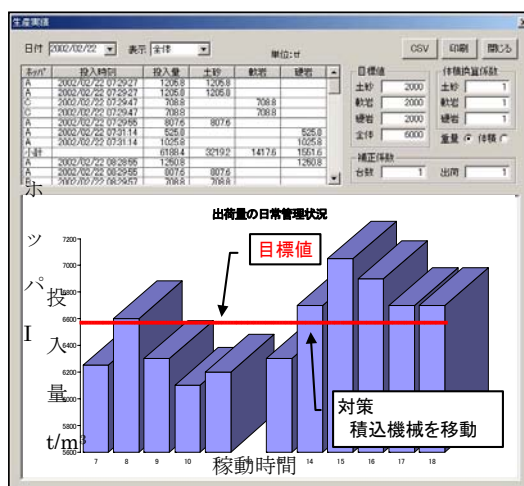 生産実績
日付 2002/02/22 表示 全体 単位:㎥ CSV 印刷 閉じる
ホッパ 投入時刻 投入量 土砂 軟岩 硬岩
A 2002/02/22 07:29:27 1205.8 1205.8
A 2002/02/22 07:29:27 1205.8 1205.8
C 2002/02/22 07:29:47 708.8 708.8
C 2002/02/22 07:29:47 708.8 708.8
A 2002/02/22 07:29:55 807.6 807.6
A 2002/02/22 07:31:14 525.8 525.8
A 2002/02/22 07:31:14 1025.8 1025.8
小計 6188.4 3219.2 1417.6 1551.6
A 2002/02/22 08:28:55 1250.8 1250.8
A 2002/02/22 08:29:55 807.6 807.6
2002/02/22 08:29:57 708.8 708.8
目標値
土砂 2000
軟岩 2000
硬岩 2000
全体 6000
体積換算係数
土砂 1
軟岩 1
硬岩 1
重量 体積
補正係数
台数 1 出荷 1
出荷量の日常管理状況
ホッパI
投入量
t/m³
7200
6800
6600
6400
6200
6000
5800
5600
目標値
対策
積込機械を移動
7 8 9 10 14 15 16 17 18
稼動時間